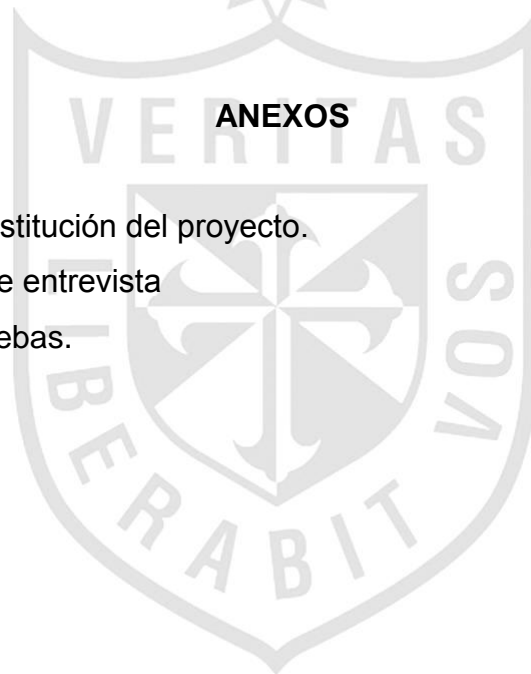 ANEXOS
stitución del proyecto.
e entrevista
ebas.
VERITAS
LIBERABIT
VOS